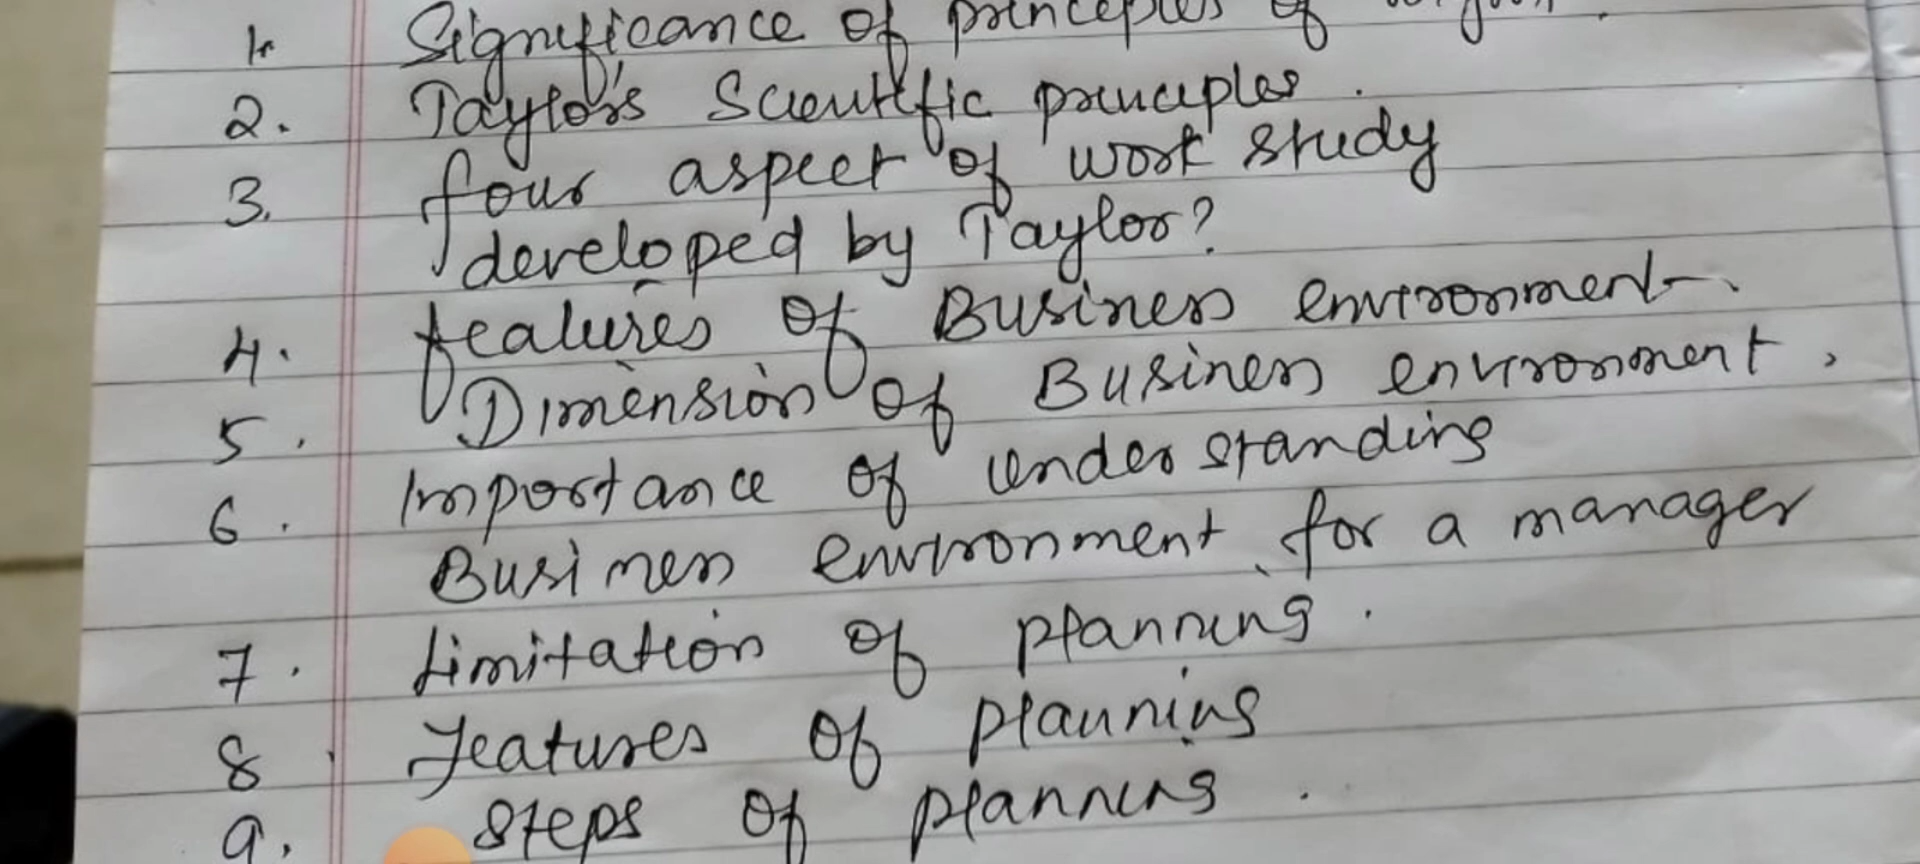 1. Significance of principles of
2. Taylor's Scientific principles.
3. four aspect of work study
developed by Taylor?
4. features of Business environment.
5. Dimension of Business environment,
6. Importance of understanding
Business environment for a manager
7. Limitation of planning.
8. Features of planning
9. Steps of planning.